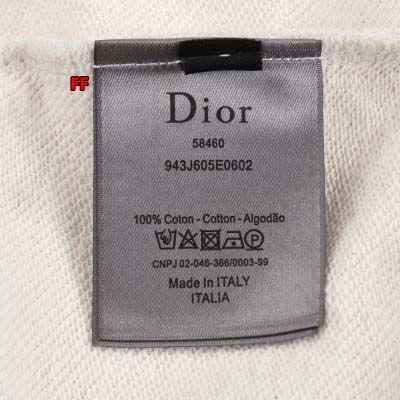 FF
Dior
58460
943J605E0602
100% Coton - Cotton - Algodão
CNPJ 02-046-366/0003-99
Made in ITALY
ITALIA